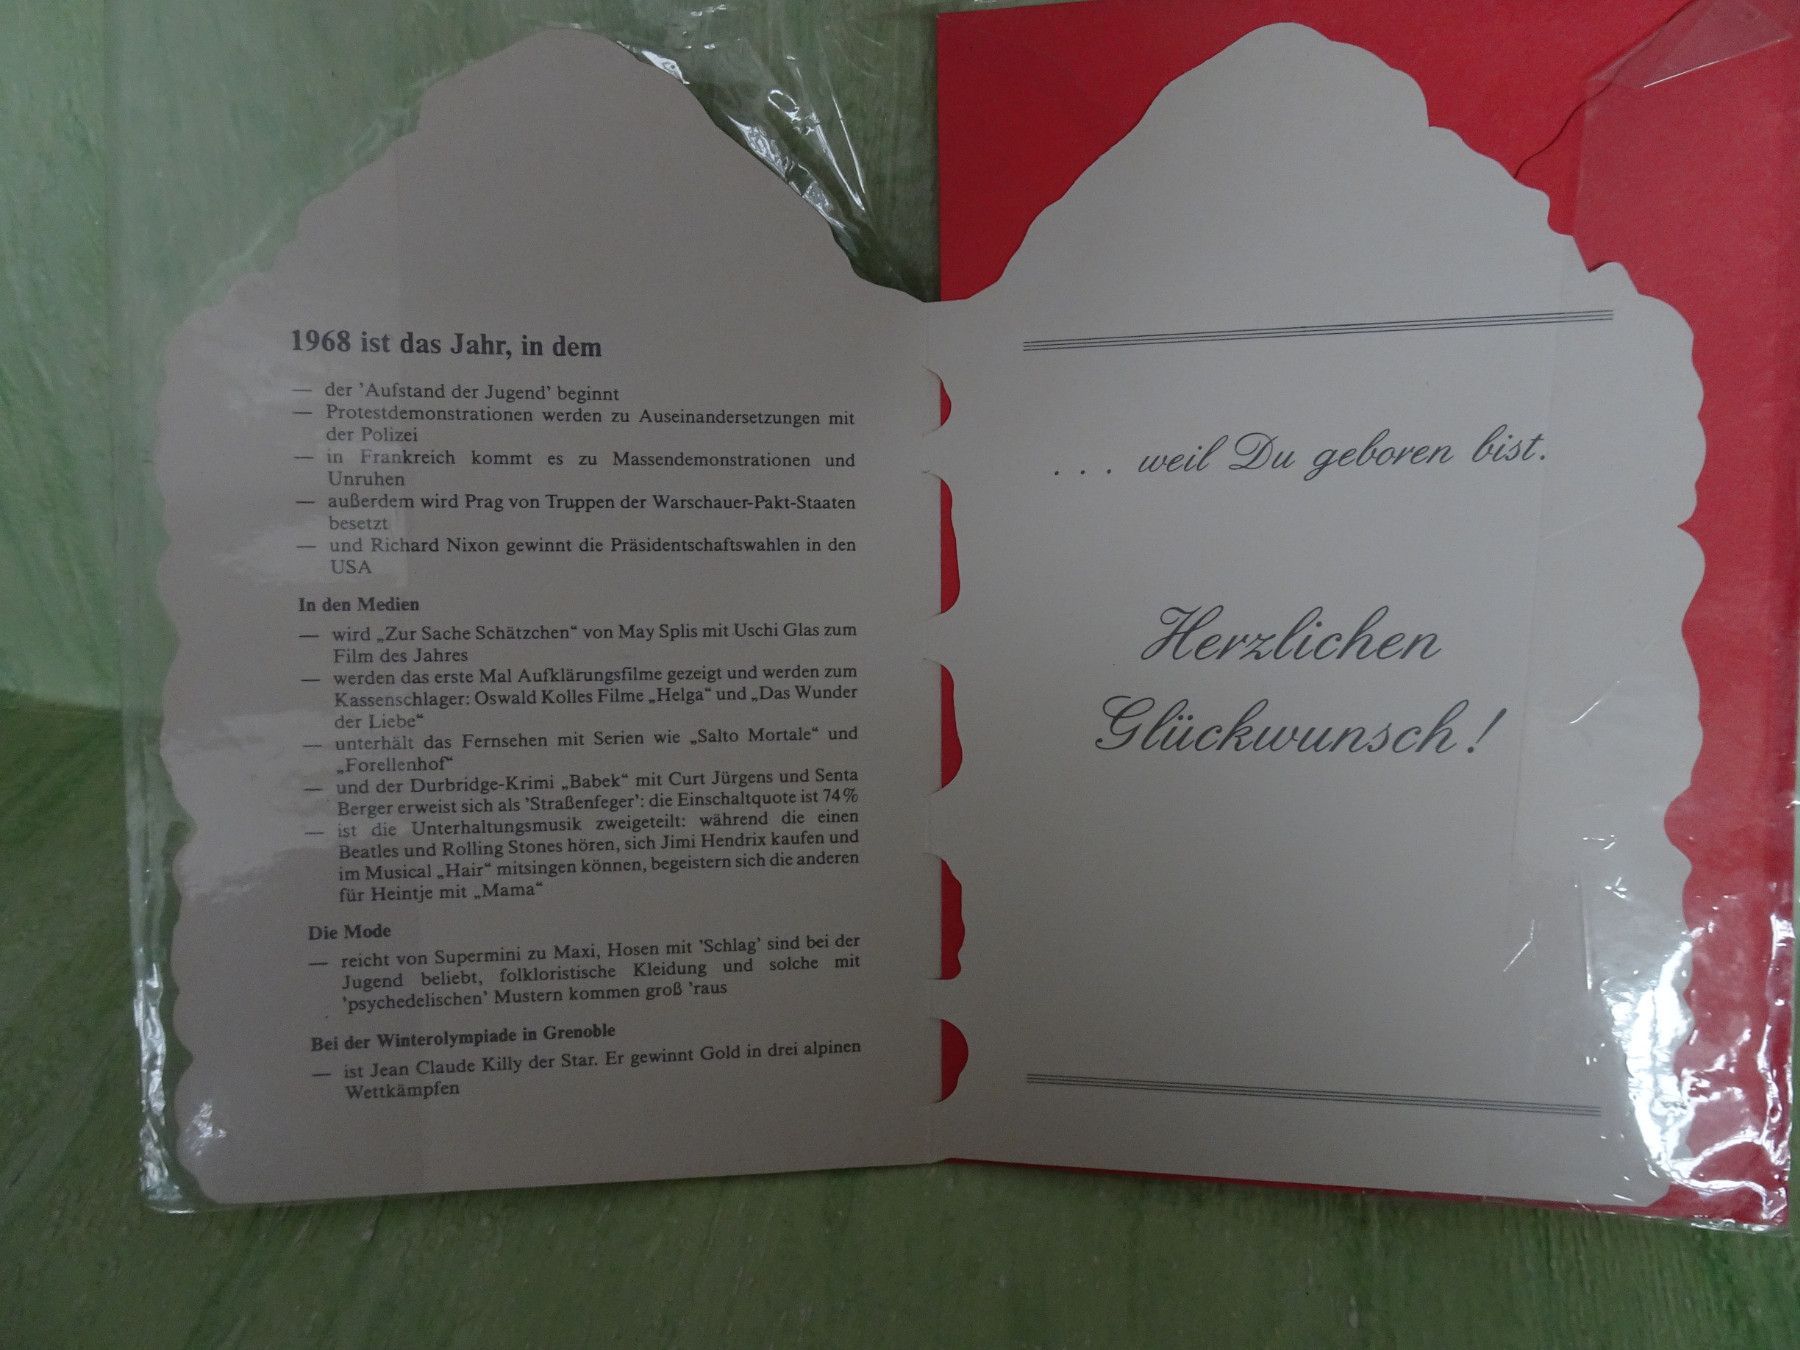 1968 ist das Jahr, in dem
— der 'Aufstand der Jugend' beginnt
— Protestdemonstrationen werden zu Auseinandersetzungen mit
der Polizei
— in Frankreich kommt es zu Massendemonstrationen und
Unruhen
— außerdem wird Prag von Truppen der Warschauer-Pakt-Staaten
besetzt
— und Richard Nixon gewinnt die Präsidentschaftswahlen in den
USA
In den Medien
— wird „Zur Sache Schätzchen“ von May Splis mit Uschi Glas zum
Film des Jahres
— werden das erste Mal Aufklärungsfilme gezeigt und werden zum
Kassenschlager: Oswald Kolles Filme „Helga“ und „Das Wunder
der Liebe“
— unterhält das Fernsehen mit Serien wie „Salto Mortale“ und
„Forellenhof“
— und der Durbridge-Krimi „Babek“ mit Curt Jürgens und Senta
Berger erweist sich als 'Straßenfeger': die Einschaltquote ist 74%
— ist die Unterhaltungsmusik zweigeteilt: während die einen
Beatles und Rolling Stones hören, sich Jimi Hendrix kaufen und
im Musical „Hair“ mitsingen können, begeistern sich die anderen
für Heintje mit „Mama“
Die Mode
— reicht von Supermini zu Maxi, Hosen mit 'Schlag' sind bei der
Jugend beliebt, folkloristische Kleidung und solche mit
'psychedelischen' Mustern kommen groß 'raus
Bei der Winterolympiade in Grenoble
— ist Jean Claude Killy der Star. Er gewinnt Gold in drei alpinen
Wettkämpfen
. . . weil Du geboren bist.
Herzlichen
Glückwunsch!